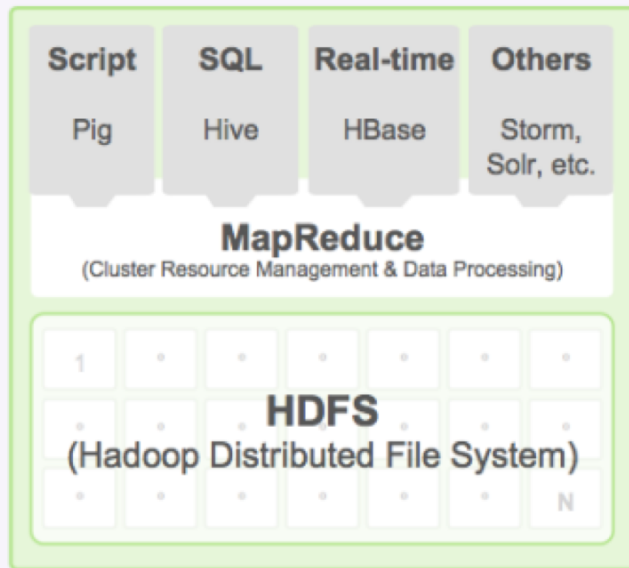 Script
SQL
Real-time
Others
Pig
Hive
HBase
Storm,
Solr, etc.
MapReduce
(Cluster Resource Management & Data Processing)
1
HDFS
(Hadoop Distributed File System)
N